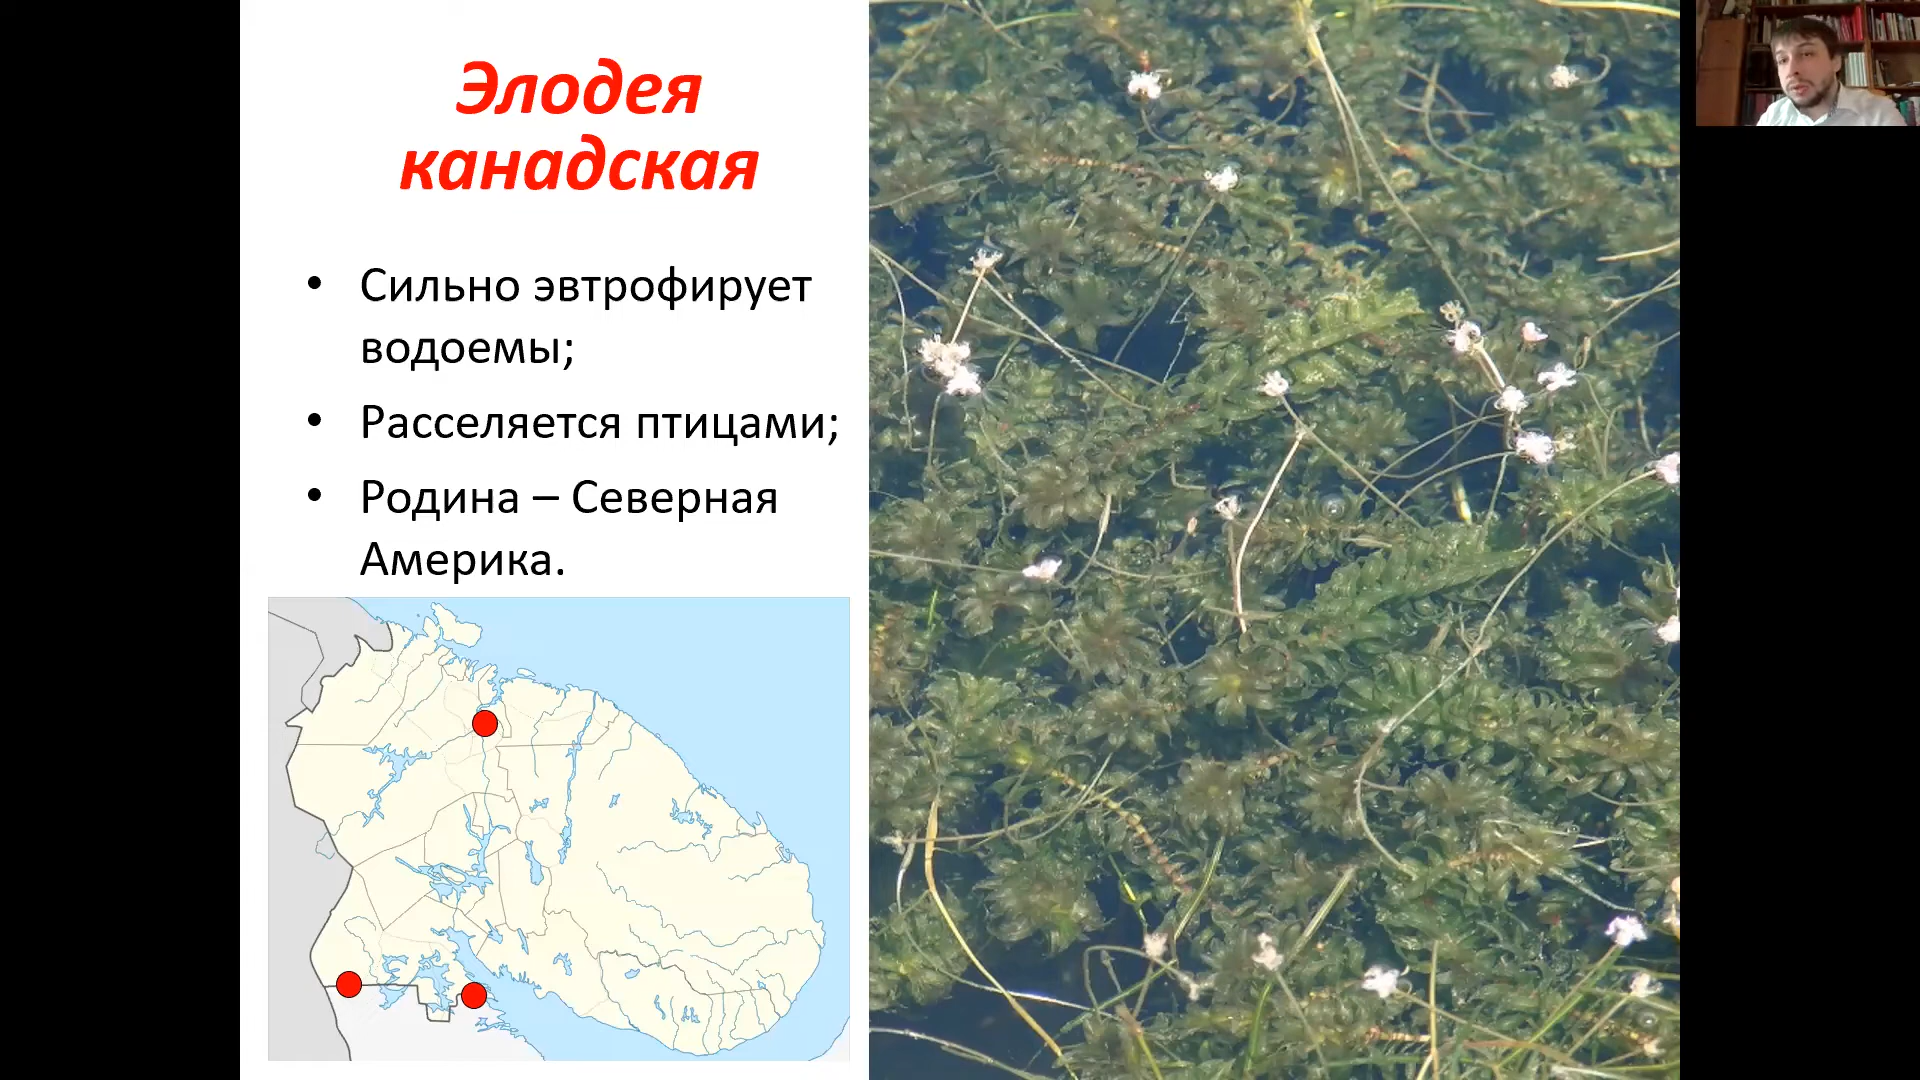 Элодея
канадская
• Сильно эвтрофирует
водоемы;
• Расселяется птицами;
• Родина – Северная
Америка.